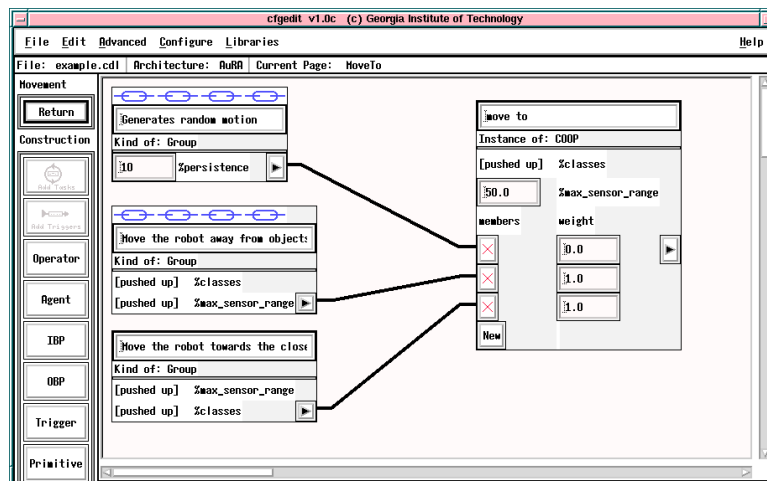 cfgedit v1.0c (c) Georgia Institute of Technology
File Edit Advanced Configure Libraries Help
File: example.cdl Architecture: AuRA Current Page: MoveTo
Movement
Return
Construction
Add Tasks
Add Triggers
Operator
Agent
IBP
OBP
Trigger
Primitive
Generates random motion
Kind of: Group
10 %persistence
Move the robot away from objects
Kind of: Group
[pushed up] %classes
[pushed up] %max_sensor_range
Move the robot towards the close
Kind of: Group
[pushed up] %max_sensor_range
[pushed up] %classes
move to
Instance of: COOP
[pushed up] %classes
50.0 %max_sensor_range
members weight
0.0
1.0
1.0
New